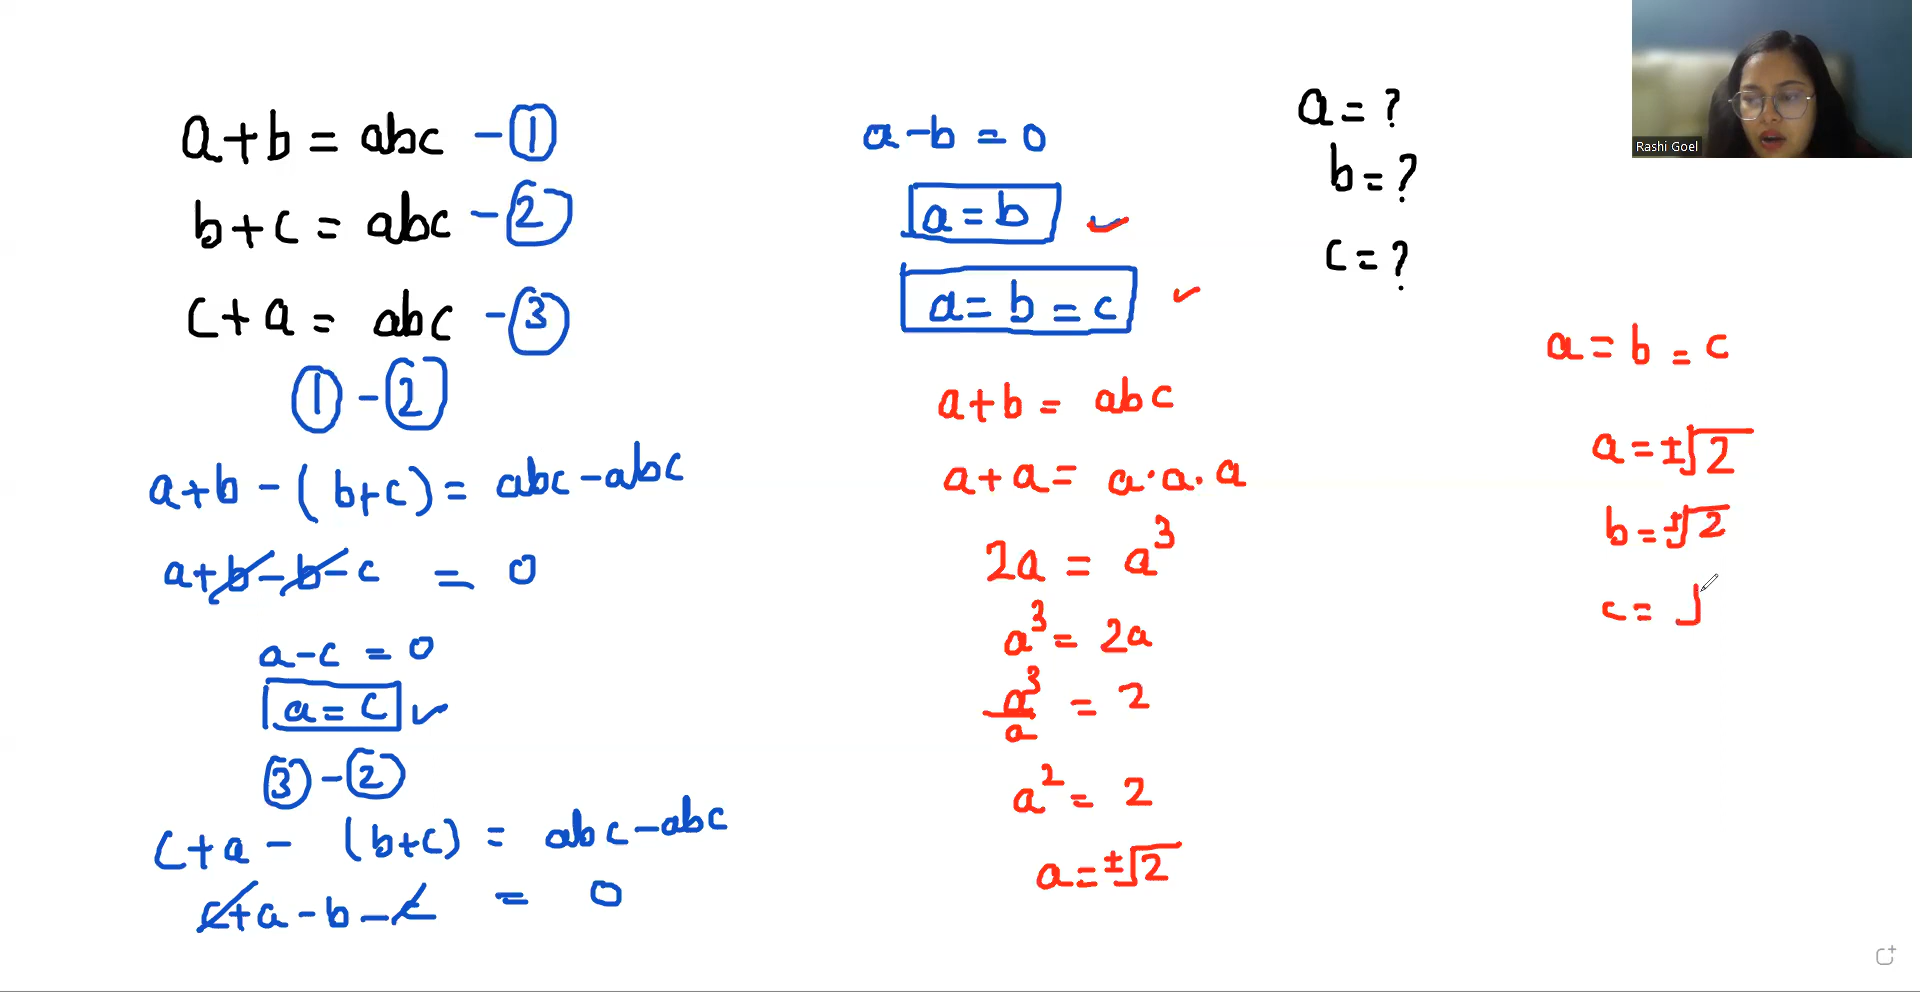 a+b = abc -①
b+c = abc -②
c+a = abc -③
① - ②
a+b - (b+c) = abc - abc
a+b-b-c = 0
a-c = 0
a = c ✓
③ - ②
c+a - (b+c) = abc - abc
c+a-b-c = 0
a-b = 0
a = b ✓
a = b = c ✓
a+b = abc
a+a = a·a·a
2a = a³
a³ = 2a
a³/a = 2
a² = 2
a = ±√2
a = ?
b = ?
c = ?
a = b = c
a = ±√2
b = ±√2
c = √
Rashi Goel